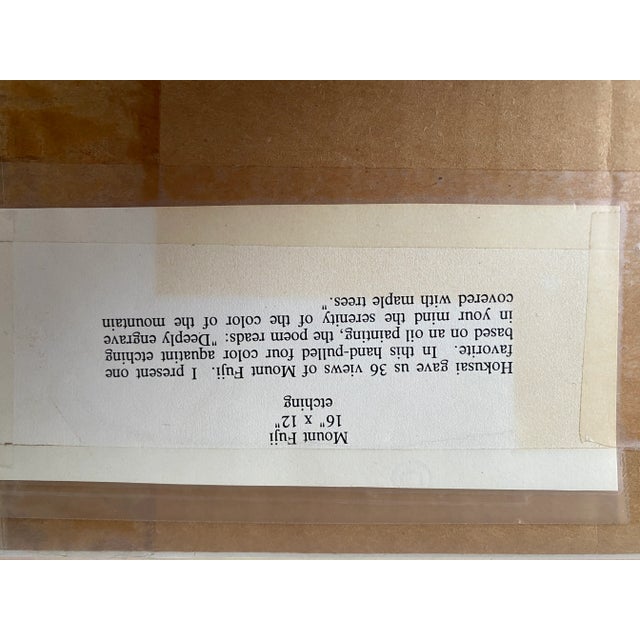 Mount Fuji
16" x 12"
etching
Hokusai gave us 36 views of Mount Fuji. I present one
favorite. In this hand-pulled four color aquatint etching
based on an oil painting, the poem reads: "Deeply engrave
in your mind the serenity of the color of the mountain
covered with maple trees."